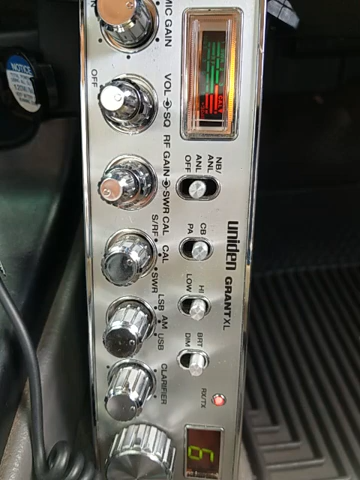 MIC GAIN
VOL SQ
OFF
RF GAIN SWR CAL
S/RF CAL SWR
LSB AM USB
CLARIFIER
NB/
ANL
ANL
OFF
CB
PA
HI
LOW
BRT
DIM
RX/TX
uniden GRANT XL
6
NOTICE